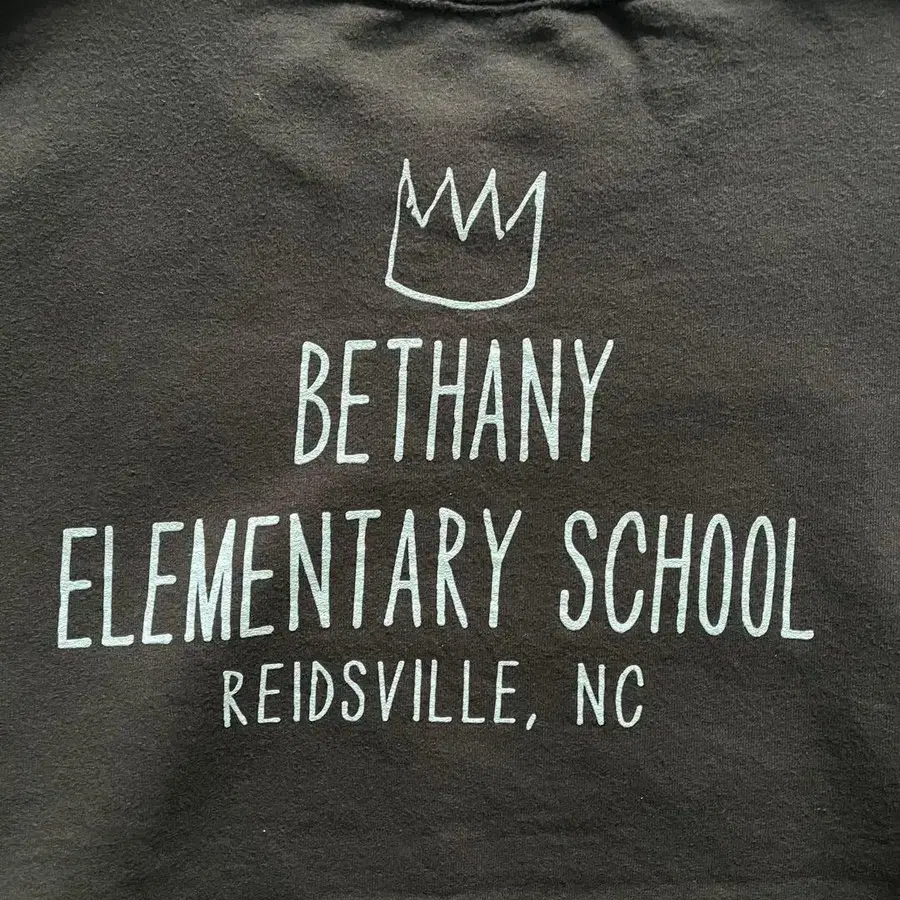 BETHANY
ELEMENTARY SCHOOL
REIDSVILLE, NC